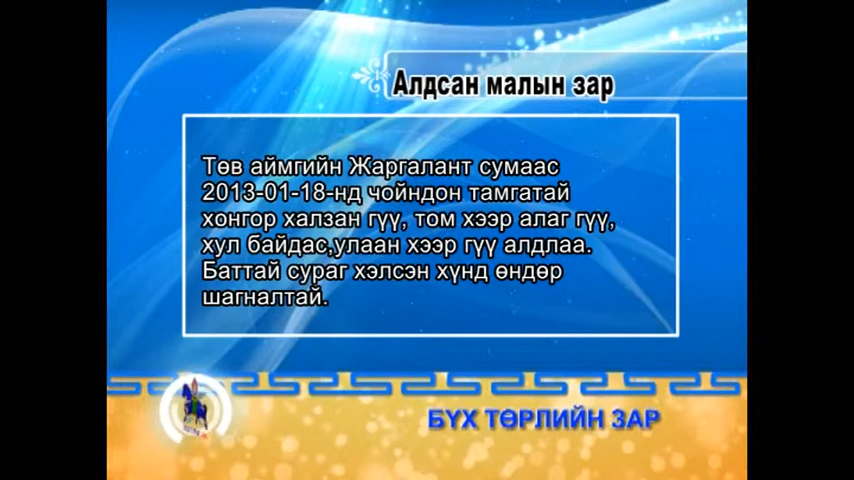 Алдсан малын зар
Төв аймгийн Жаргалант сумаас
2013-01-18-нд чойндон тамгатай
хонгор халзан гүү, том хээр алаг гүү,
хул байдас,улаан хээр гүү алдлаа.
Баттай сураг хэлсэн хүнд өндөр
шагналтай.
БҮХ ТӨРЛИЙН ЗАР